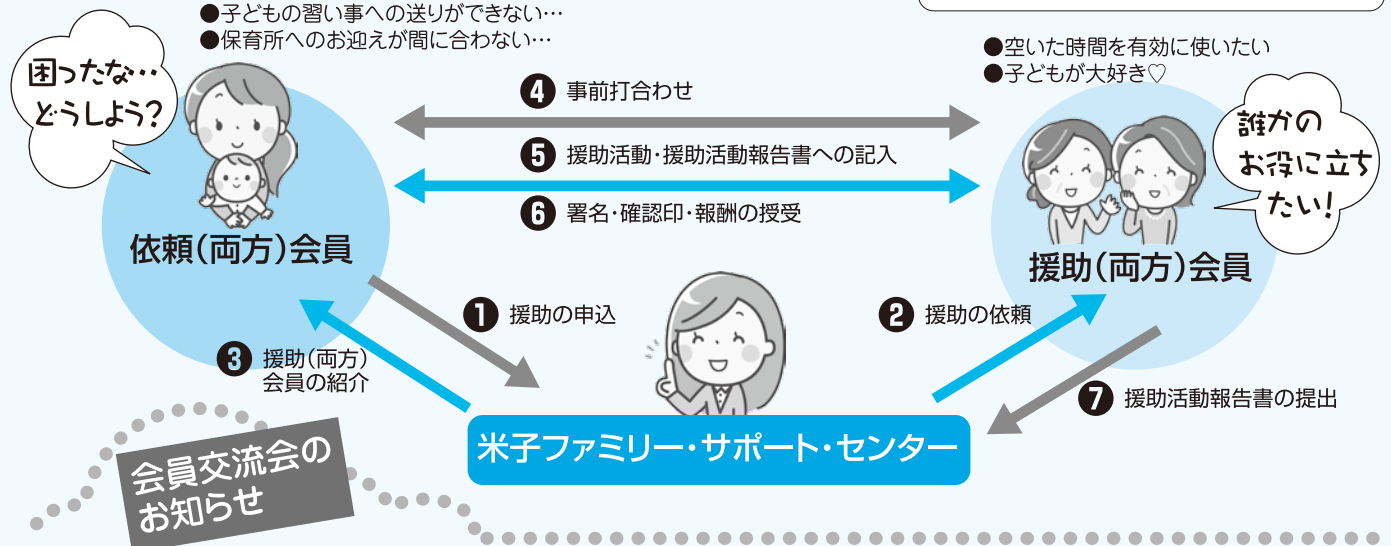 ●子どもの習い事への送りができない…
●保育所へのお迎えが間に合わない…
困ったな…
どうしよう?
●空いた時間を有効に使いたい
●子どもが大好き♡
誰かの
お役に立ち
たい!
❹ 事前打合わせ
❺ 援助活動・援助活動報告書への記入
❻ 署名・確認印・報酬の授受
依頼(両方)会員
援助(両方)会員
❶ 援助の申込
❷ 援助の依頼
❸ 援助(両方)
会員の紹介
❼ 援助活動報告書の提出
米子ファミリー・サポート・センター
会員交流会の
お知らせ